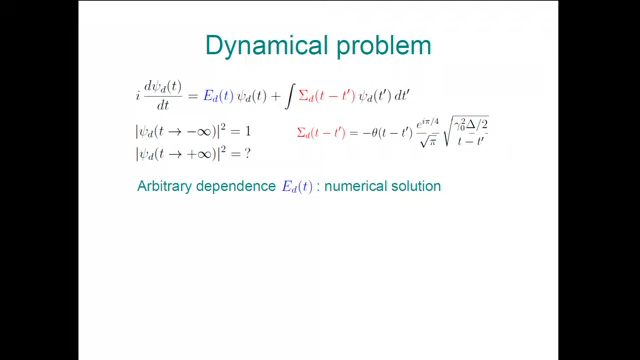 Dynamical problem
i dψ_d(t)/dt = E_d(t) ψ_d(t) + ∫ Σ_d(t − t′) ψ_d(t′) dt′
|ψ_d(t → −∞)|² = 1 Σ_d(t − t′) = −θ(t − t′) e^{iπ/4}/√π √(γ_0² Δ/2 / (t − t′))
|ψ_d(t → +∞)|² = ?
Arbitrary dependence E_d(t) : numerical solution